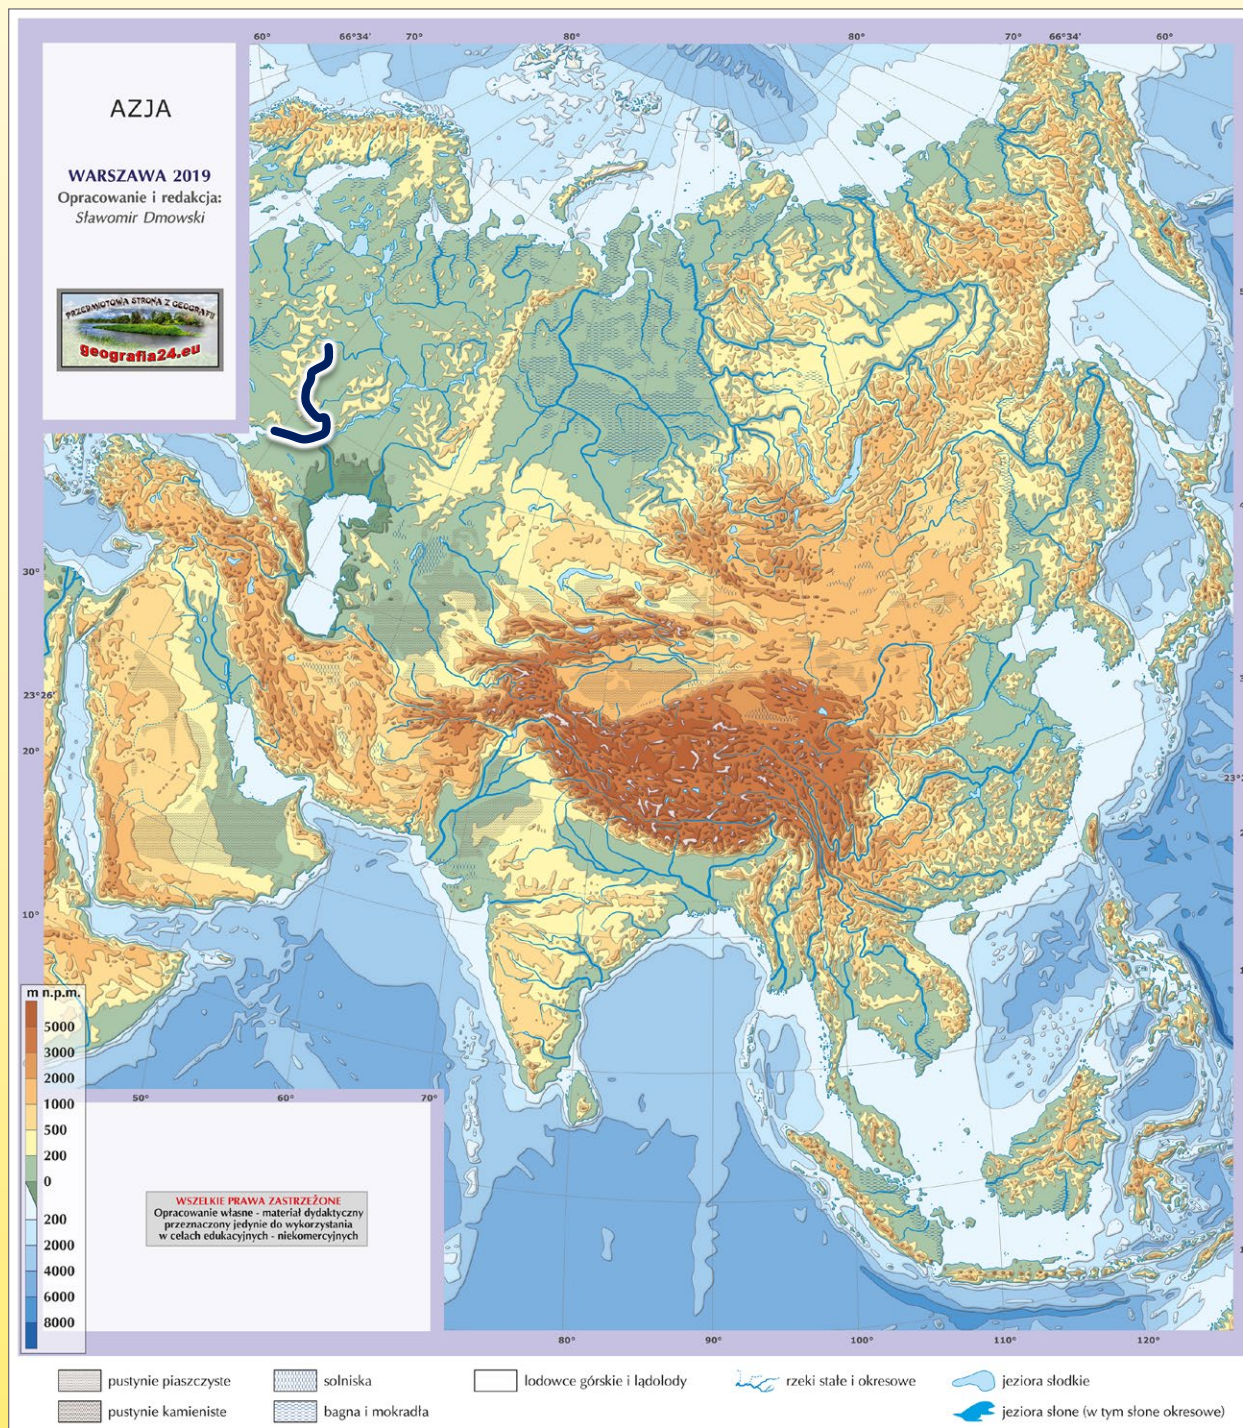 60°
66°34'
70°
80°
80°
70°
66°34'
60°
AZJA
WARSZAWA 2019
Opracowanie i redakcja:
Sławomir Dmowski
PRZEDMIOTOWA STRONA Z GEOGRAFII
geografia24.eu
30°
23°26'
20°
10°
m n.p.m.
5000
3000
2000
1000
500
200
0
200
2000
4000
6000
8000
50°
60°
70°
WSZELKIE PRAWA ZASTRZEŻONE
Opracowanie własne - materiał dydaktyczny
przeznaczony jedynie do wykorzystania
w celach edukacyjnych - niekomercyjnych
80°
90°
100°
110°
120°
pustynie piaszczyste
solniska
lodowce górskie i lądolody
rzeki stałe i okresowe
jeziora słodkie
pustynie kamieniste
bagna i mokradła
jeziora słone (w tym słone okresowe)